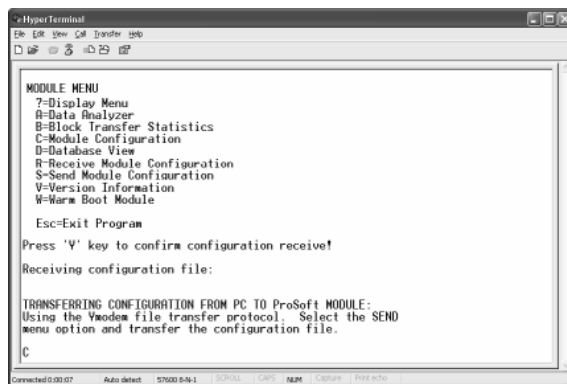 HyperTerminal
File Edit View Call Transfer Help
MODULE MENU
?=Display Menu
A=Data Analyzer
B=Block Transfer Statistics
C=Module Configuration
D=Database View
R=Receive Module Configuration
S=Send Module Configuration
V=Version Information
W=Warm Boot Module
Esc=Exit Program
Press 'Y' key to confirm configuration receive!
Receiving configuration file:
TRANSFERRING CONFIGURATION FROM PC TO ProSoft MODULE:
Using the Ymodem file transfer protocol.  Select the SEND
menu option and transfer the configuration file.
C
Connected 0:00:07 Auto detect 57600 8-N-1 SCROLL CAPS NUM Capture Print echo